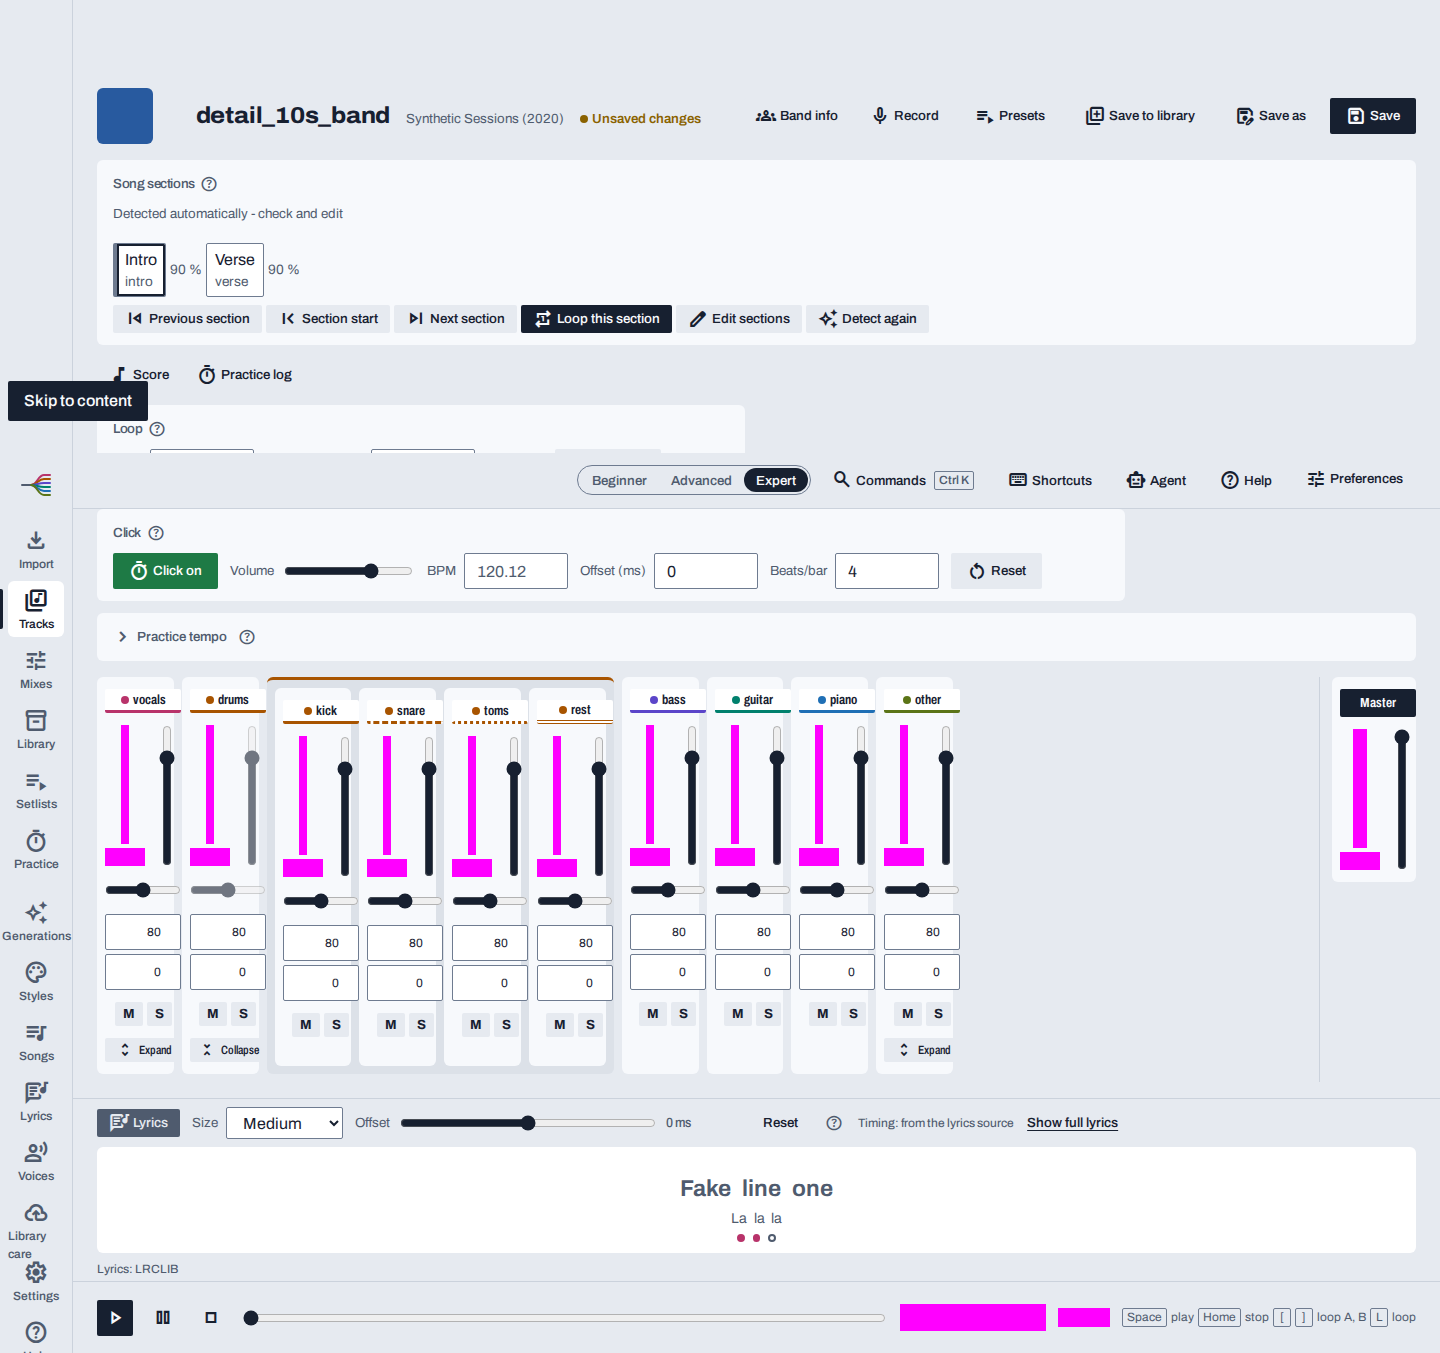 detail_10s_band Synthetic Sessions (2020) Unsaved changes Band info Record Presets Save to library Save as Save
Song sections
Detected automatically - check and edit
Intro
intro
90 %
Verse
verse
90 %
Previous section Section start Next section Loop this section Edit sections Detect again
Score Practice log
Skip to content
Loop
Beginner Advanced Expert Commands Ctrl K Shortcuts Agent Help Preferences
Import
Tracks
Mixes
Library
Setlists
Practice
Generations
Styles
Songs
Lyrics
Voices
Library
care
Settings
Click
Click on Volume BPM 120.12 Offset (ms) 0 Beats/bar 4 Reset
Practice tempo
vocals drums kick snare toms rest bass guitar piano other Master
80 80 80 80 80 80 80 80 80 80
0 0 0 0 0 0 0 0 0 0
M S M S M S M S M S M S M S M S M S M S
Expand Collapse Expand
Lyrics Size Medium Offset 0 ms Reset Timing: from the lyrics source Show full lyrics
Fake line one
La la la
Lyrics: LRCLIB
Space play Home stop [ ] loop A, B L loop